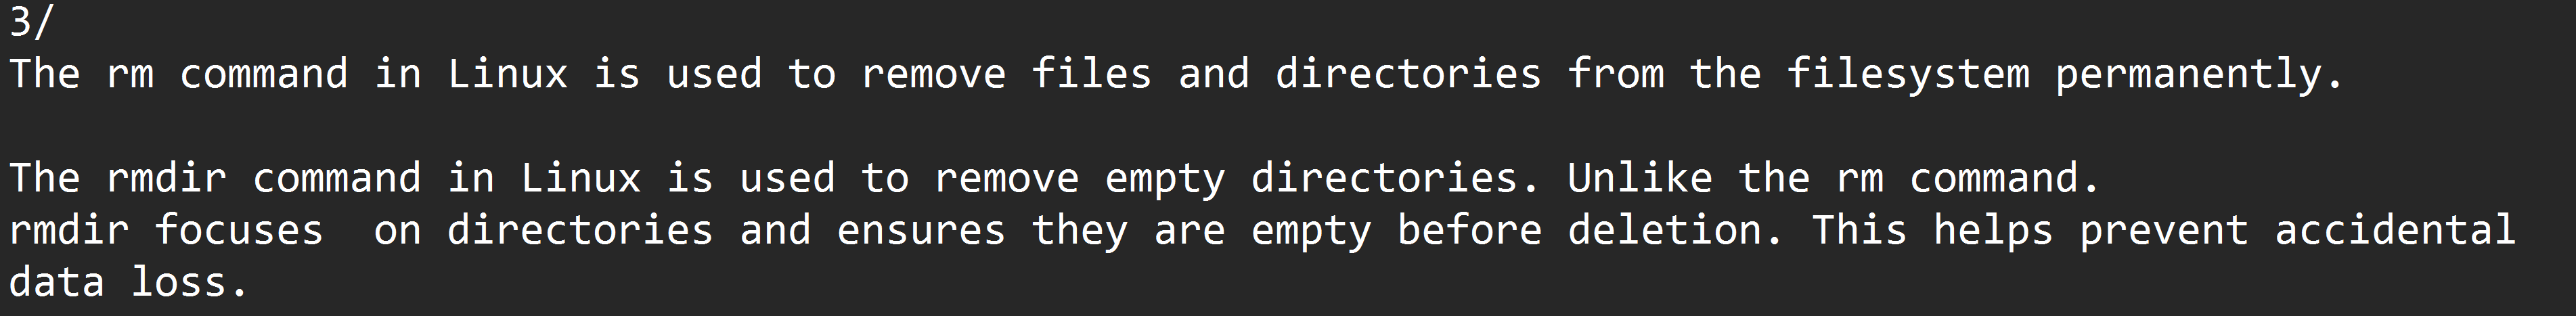 3/
The rm command in Linux is used to remove files and directories from the filesystem permanently.
The rmdir command in Linux is used to remove empty directories. Unlike the rm command.
rmdir focuses  on directories and ensures they are empty before deletion. This helps prevent accidental
data loss.